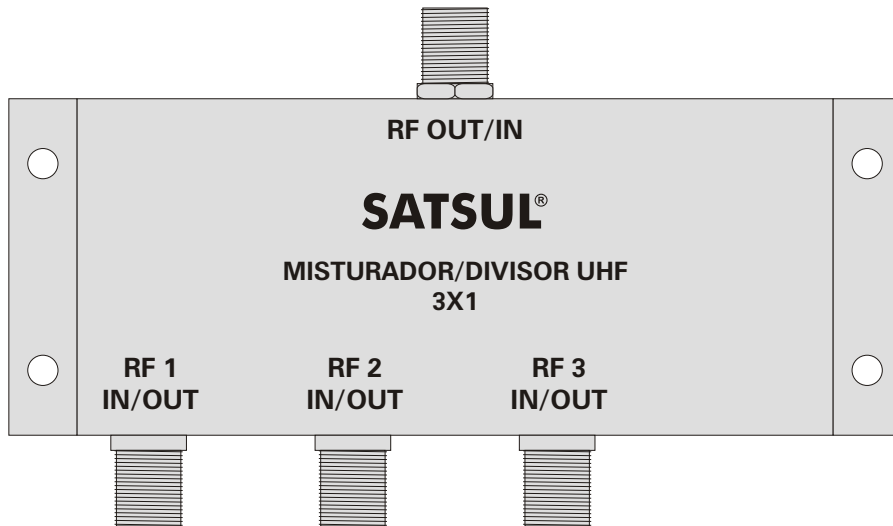 RF OUT/IN
SATSUL®
MISTURADOR/DIVISOR UHF
3X1
RF 1
IN/OUT
RF 2
IN/OUT
RF 3
IN/OUT